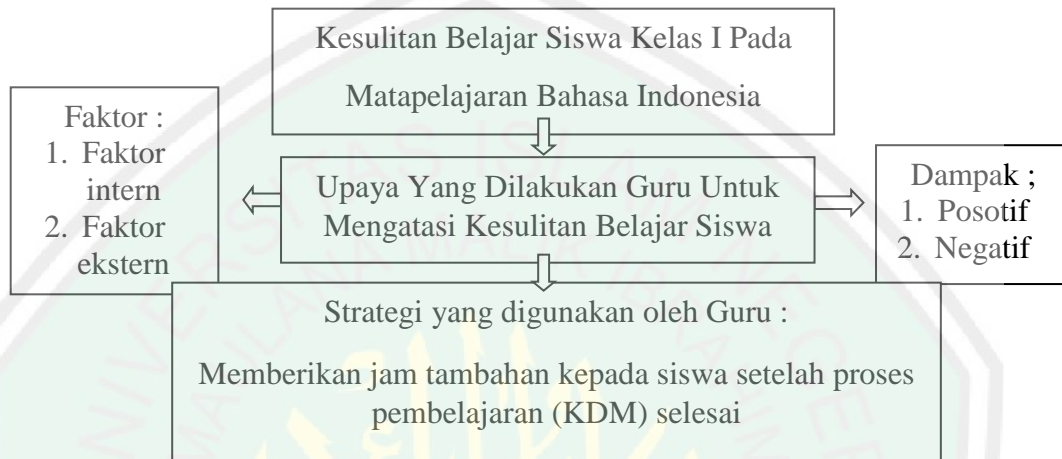 Kesulitan Belajar Siswa Kelas I Pada
Matapelajaran Bahasa Indonesia
Faktor :
1. Faktor
intern
2. Faktor
ekstern
Upaya Yang Dilakukan Guru Untuk
Mengatasi Kesulitan Belajar Siswa
Dampak ;
1. Posotif
2. Negatif
Strategi yang digunakan oleh Guru :
Memberikan jam tambahan kepada siswa setelah proses
pembelajaran (KDM) selesai